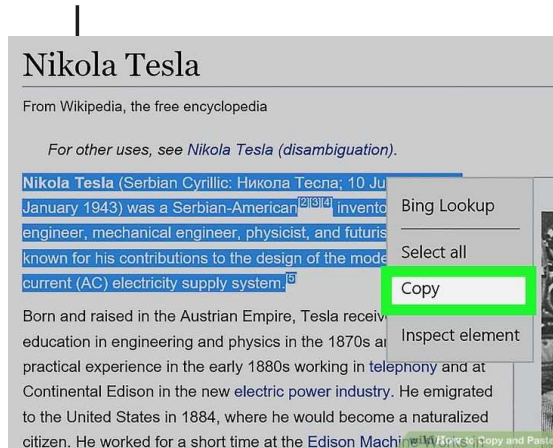 Nikola Tesla
From Wikipedia, the free encyclopedia
For other uses, see Nikola Tesla (disambiguation).
Nikola Tesla (Serbian Cyrillic: Никола Тесла; 10 Ju
January 1943) was a Serbian-American[2][3][4] invento
engineer, mechanical engineer, physicist, and futuris
known for his contributions to the design of the mode
current (AC) electricity supply system.[5]
Bing Lookup
Select all
Copy
Inspect element
Born and raised in the Austrian Empire, Tesla receiv
education in engineering and physics in the 1870s a
practical experience in the early 1880s working in telephony and at
Continental Edison in the new electric power industry. He emigrated
to the United States in 1884, where he would become a naturalized
citizen. He worked for a short time at the Edison Machine Works
wikiHow to Copy and Paste